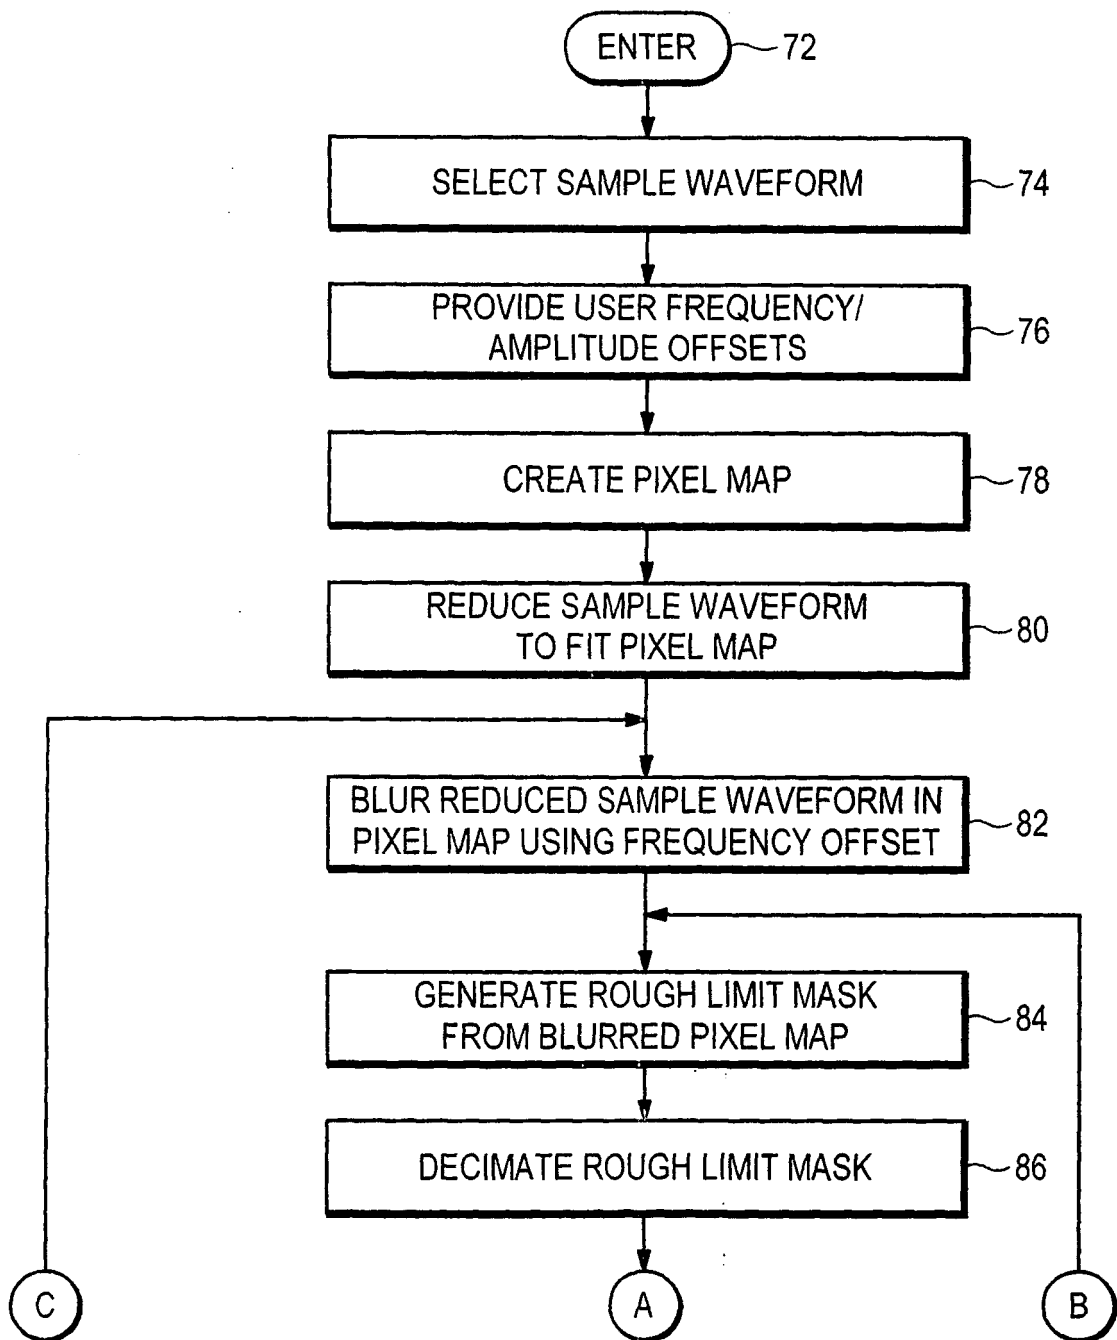 ENTER
72
SELECT SAMPLE WAVEFORM
74
PROVIDE USER FREQUENCY/
AMPLITUDE OFFSETS
76
CREATE PIXEL MAP
78
REDUCE SAMPLE WAVEFORM
TO FIT PIXEL MAP
80
BLUR REDUCED SAMPLE WAVEFORM IN
PIXEL MAP USING FREQUENCY OFFSET
82
GENERATE ROUGH LIMIT MASK
FROM BLURRED PIXEL MAP
84
DECIMATE ROUGH LIMIT MASK
86
C
A
B